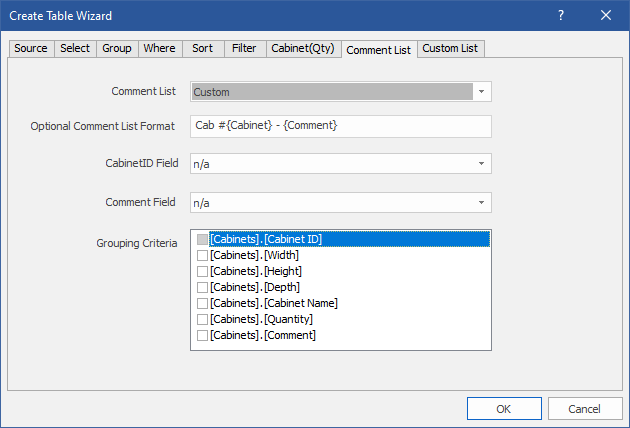 Create Table Wizard ?
Source Select Group Where Sort Filter Cabinet(Qty) Comment List Custom List
Comment List Custom
Optional Comment List Format Cab #{Cabinet} - {Comment}
CabinetID Field n/a
Comment Field n/a
Grouping Criteria [Cabinets].[Cabinet ID]
[Cabinets].[Width]
[Cabinets].[Height]
[Cabinets].[Depth]
[Cabinets].[Cabinet Name]
[Cabinets].[Quantity]
[Cabinets].[Comment]
OK Cancel